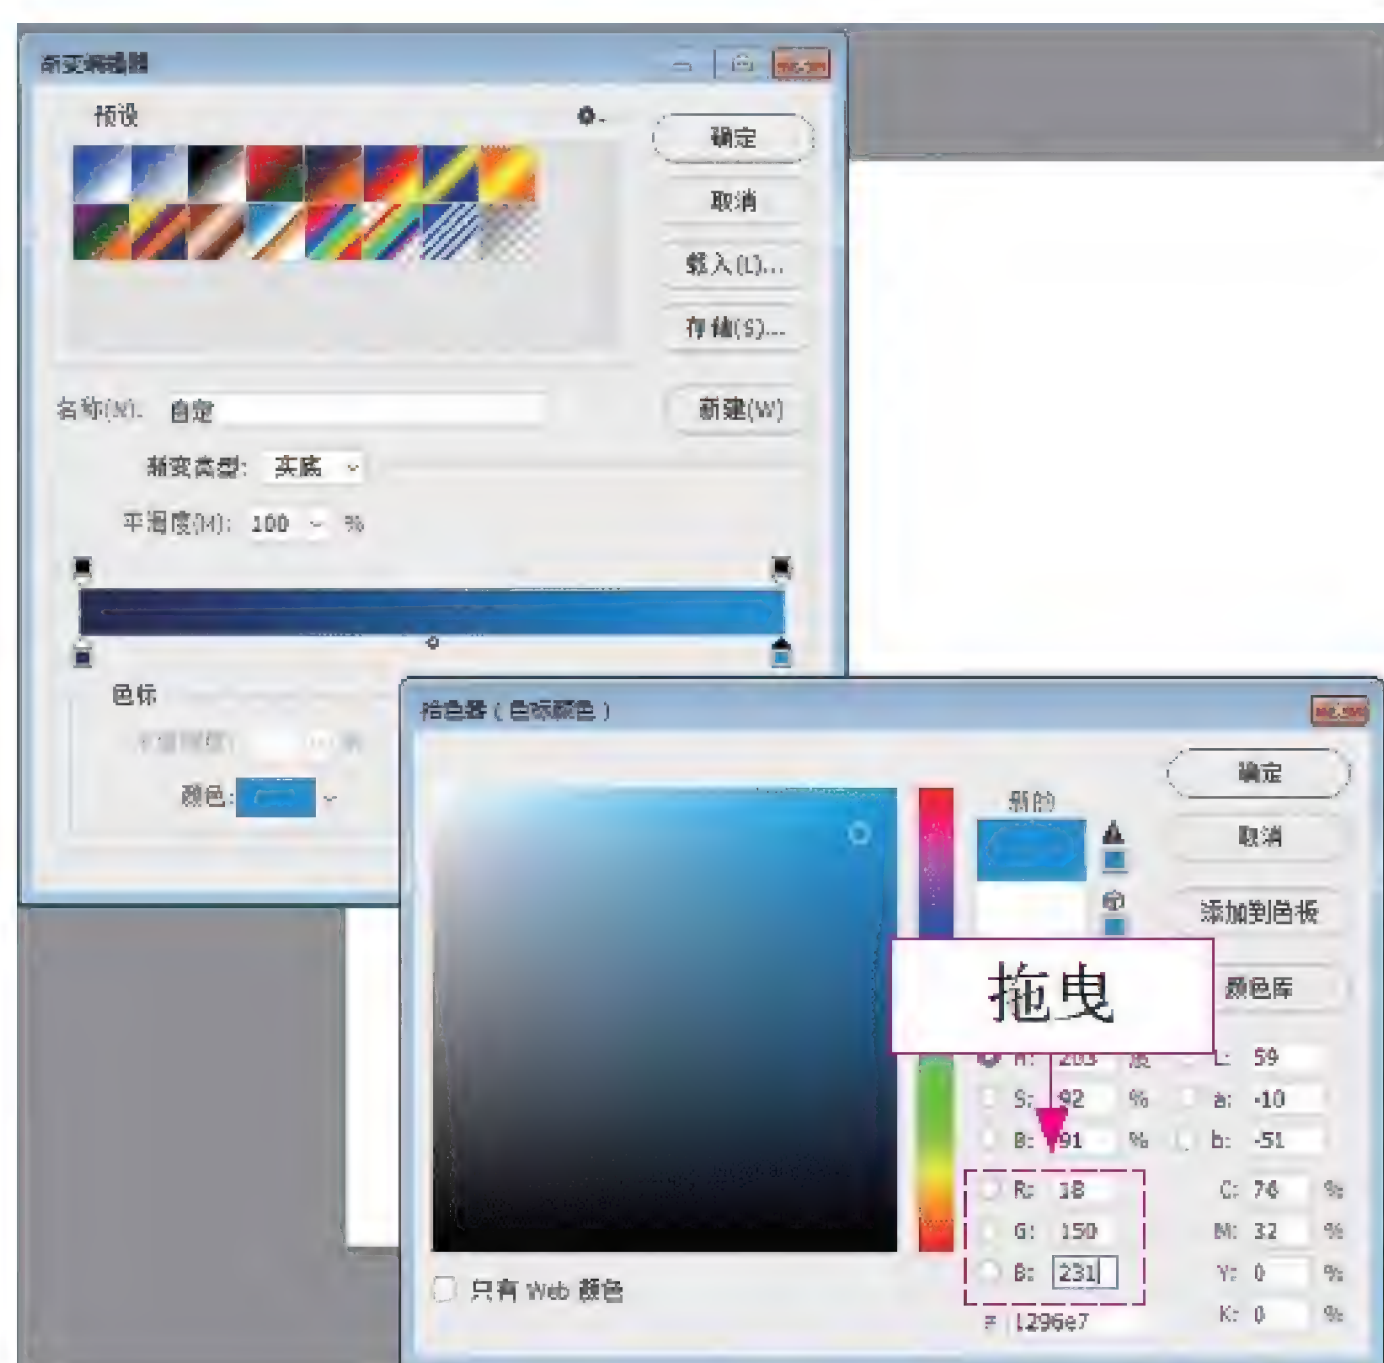 渐变编辑器
预设
确定
取消
载入(L)...
存储(S)...
名称(N):
自定
新建(W)
渐变类型: 实底
平滑度(M): 100 %
色标
颜色:
拾色器（色标颜色）
新的
确定
取消
添加到色板
颜色库
拖曳
H: 203 度
S: 92 %
B: 91 %
R: 18
G: 150
B: 231
# 1296e7
L: 59
a: -10
b: -51
C: 76 %
M: 32 %
Y: 0 %
K: 0 %
只有 Web 颜色